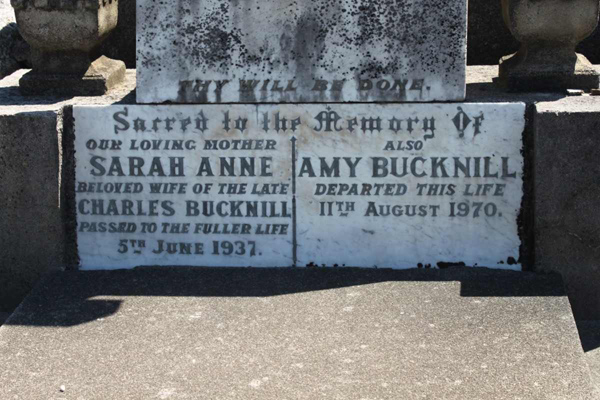 THY WILL BE DONE.
Sacred to the Memory Of
OUR LOVING MOTHER
SARAH ANNE
BELOVED WIFE OF THE LATE
CHARLES BUCKNILL
PASSED TO THE FULLER LIFE
5TH JUNE 1937.
ALSO
AMY BUCKNILL
DEPARTED THIS LIFE
11TH AUGUST 1970.